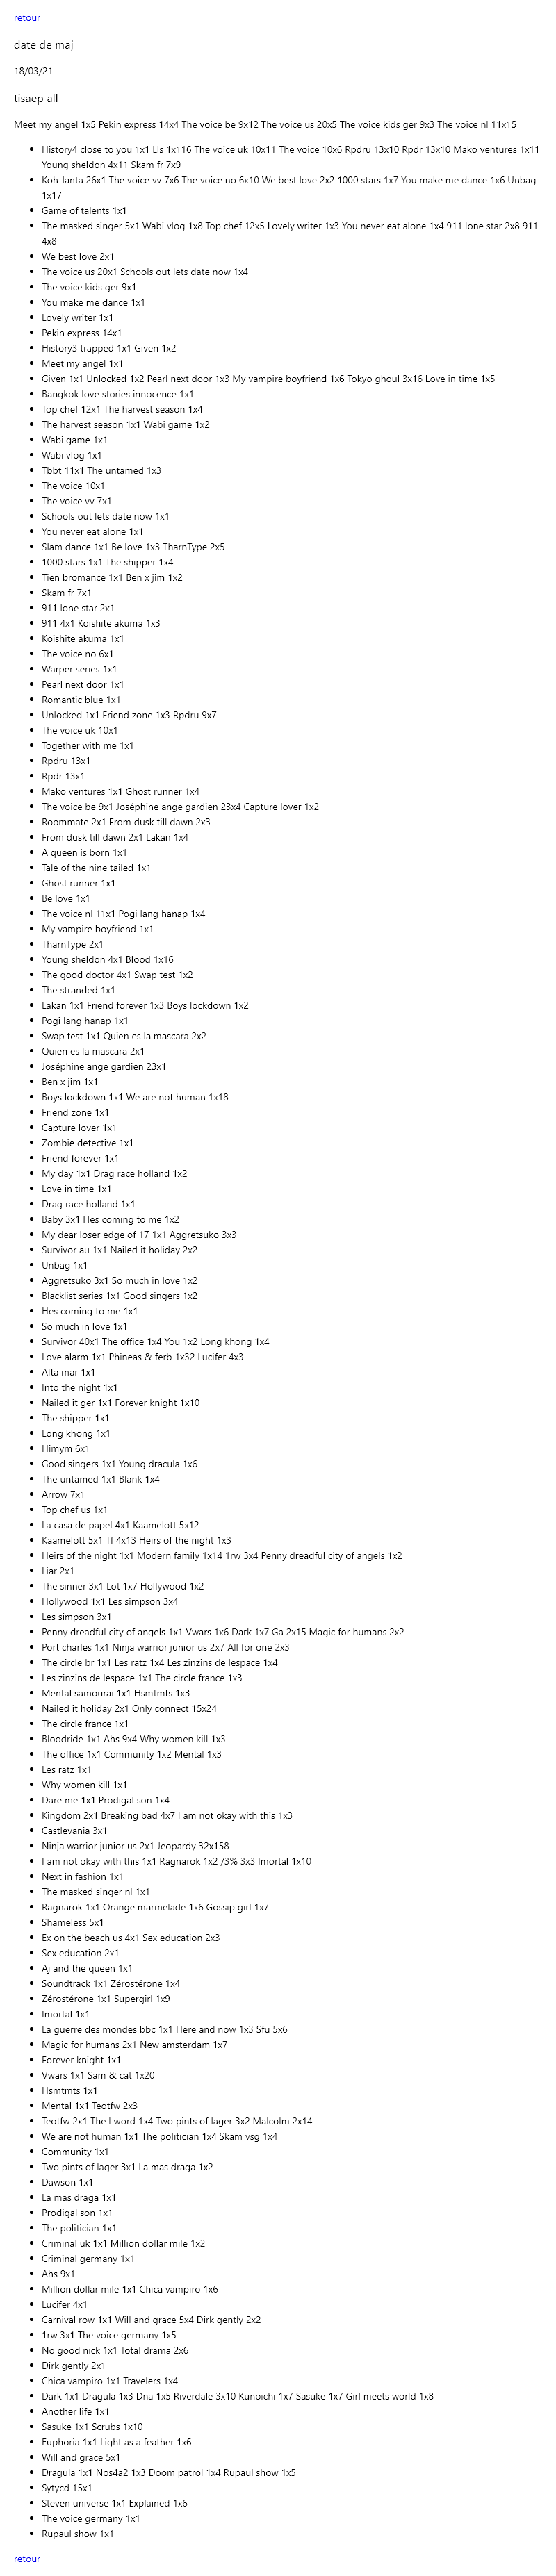 retour
date de maj
18/03/21
tisaep all
Meet my angel 1x5 Pekin express 14x4 The voice be 9x12 The voice us 20x5 The voice kids ger 9x3 The voice nl 11x15
History4 close to you 1x1 Lls 1x116 The voice uk 10x11 The voice 10x6 Rpdru 13x10 Rpdr 13x10 Mako ventures 1x11
Young sheldon 4x11 Skam fr 7x9
Koh-lanta 26x1 The voice vv 7x6 The voice no 6x10 We best love 2x2 1000 stars 1x7 You make me dance 1x6 Unbag
1x17
Game of talents 1x1
The masked singer 5x1 Wabi vlog 1x8 Top chef 12x5 Lovely writer 1x3 You never eat alone 1x4 911 lone star 2x8 911
4x8
We best love 2x1
The voice us 20x1 Schools out lets date now 1x4
The voice kids ger 9x1
You make me dance 1x1
Lovely writer 1x1
Pekin express 14x1
History3 trapped 1x1 Given 1x2
Meet my angel 1x1
Given 1x1 Unlocked 1x2 Pearl next door 1x3 My vampire boyfriend 1x6 Tokyo ghoul 3x16 Love in time 1x5
Bangkok love stories innocence 1x1
Top chef 12x1 The harvest season 1x4
The harvest season 1x1 Wabi game 1x2
Wabi game 1x1
Wabi vlog 1x1
Tbbt 11x1 The untamed 1x3
The voice 10x1
The voice vv 7x1
Schools out lets date now 1x1
You never eat alone 1x1
Slam dance 1x1 Be love 1x3 TharnType 2x5
1000 stars 1x1 The shipper 1x4
Tien bromance 1x1 Ben x jim 1x2
Skam fr 7x1
911 lone star 2x1
911 4x1 Koishite akuma 1x3
Koishite akuma 1x1
The voice no 6x1
Warper series 1x1
Pearl next door 1x1
Romantic blue 1x1
Unlocked 1x1 Friend zone 1x3 Rpdru 9x7
The voice uk 10x1
Together with me 1x1
Rpdru 13x1
Rpdr 13x1
Mako ventures 1x1 Ghost runner 1x4
The voice be 9x1 Joséphine ange gardien 23x4 Capture lover 1x2
Roommate 2x1 From dusk till dawn 2x3
From dusk till dawn 2x1 Lakan 1x4
A queen is born 1x1
Tale of the nine tailed 1x1
Ghost runner 1x1
Be love 1x1
The voice nl 11x1 Pogi lang hanap 1x4
My vampire boyfriend 1x1
TharnType 2x1
Young sheldon 4x1 Blood 1x16
The good doctor 4x1 Swap test 1x2
The stranded 1x1
Lakan 1x1 Friend forever 1x3 Boys lockdown 1x2
Pogi lang hanap 1x1
Swap test 1x1 Quien es la mascara 2x2
Quien es la mascara 2x1
Joséphine ange gardien 23x1
Ben x jim 1x1
Boys lockdown 1x1 We are not human 1x18
Friend zone 1x1
Capture lover 1x1
Zombie detective 1x1
Friend forever 1x1
My day 1x1 Drag race holland 1x2
Love in time 1x1
Drag race holland 1x1
Baby 3x1 Hes coming to me 1x2
My dear loser edge of 17 1x1 Aggretsuko 3x3
Survivor au 1x1 Nailed it holiday 2x2
Unbag 1x1
Aggretsuko 3x1 So much in love 1x2
Blacklist series 1x1 Good singers 1x2
Hes coming to me 1x1
So much in love 1x1
Survivor 40x1 The office 1x4 You 1x2 Long khong 1x4
Love alarm 1x1 Phineas & ferb 1x32 Lucifer 4x3
Alta mar 1x1
Into the night 1x1
Nailed it ger 1x1 Forever knight 1x10
The shipper 1x1
Long khong 1x1
Himym 6x1
Good singers 1x1 Young dracula 1x6
The untamed 1x1 Blank 1x4
Arrow 7x1
Top chef us 1x1
La casa de papel 4x1 Kaamelott 5x12
Kaamelott 5x1 Tf 4x13 Heirs of the night 1x3
Heirs of the night 1x1 Modern family 1x14 1rw 3x4 Penny dreadful city of angels 1x2
Liar 2x1
The sinner 3x1 Lot 1x7 Hollywood 1x2
Hollywood 1x1 Les simpson 3x4
Les simpson 3x1
Penny dreadful city of angels 1x1 Vwars 1x6 Dark 1x7 Ga 2x15 Magic for humans 2x2
Port charles 1x1 Ninja warrior junior us 2x7 All for one 2x3
The circle br 1x1 Les ratz 1x4 Les zinzins de lespace 1x4
Les zinzins de lespace 1x1 The circle france 1x3
Mental samourai 1x1 Hsmtmts 1x3
Nailed it holiday 2x1 Only connect 15x24
The circle france 1x1
Bloodride 1x1 Ahs 9x4 Why women kill 1x3
The office 1x1 Community 1x2 Mental 1x3
Les ratz 1x1
Why women kill 1x1
Dare me 1x1 Prodigal son 1x4
Kingdom 2x1 Breaking bad 4x7 I am not okay with this 1x3
Castlevania 3x1
Ninja warrior junior us 2x1 Jeopardy 32x158
I am not okay with this 1x1 Ragnarok 1x2 /3% 3x3 Imortal 1x10
Next in fashion 1x1
The masked singer nl 1x1
Ragnarok 1x1 Orange marmelade 1x6 Gossip girl 1x7
Shameless 5x1
Ex on the beach us 4x1 Sex education 2x3
Sex education 2x1
Aj and the queen 1x1
Soundtrack 1x1 Zérostérone 1x4
Zérostérone 1x1 Supergirl 1x9
Imortal 1x1
La guerre des mondes bbc 1x1 Here and now 1x3 Sfu 5x6
Magic for humans 2x1 New amsterdam 1x7
Forever knight 1x1
Vwars 1x1 Sam & cat 1x20
Hsmtmts 1x1
Mental 1x1 Teotfw 2x3
Teotfw 2x1 The l word 1x4 Two pints of lager 3x2 Malcolm 2x14
We are not human 1x1 The politician 1x4 Skam vsg 1x4
Community 1x1
Two pints of lager 3x1 La mas draga 1x2
Dawson 1x1
La mas draga 1x1
Prodigal son 1x1
The politician 1x1
Criminal uk 1x1 Million dollar mile 1x2
Criminal germany 1x1
Ahs 9x1
Million dollar mile 1x1 Chica vampiro 1x6
Lucifer 4x1
Carnival row 1x1 Will and grace 5x4 Dirk gently 2x2
1rw 3x1 The voice germany 1x5
No good nick 1x1 Total drama 2x6
Dirk gently 2x1
Chica vampiro 1x1 Travelers 1x4
Dark 1x1 Dragula 1x3 Dna 1x5 Riverdale 3x10 Kunoichi 1x7 Sasuke 1x7 Girl meets world 1x8
Another life 1x1
Sasuke 1x1 Scrubs 1x10
Euphoria 1x1 Light as a feather 1x6
Will and grace 5x1
Dragula 1x1 Nos4a2 1x3 Doom patrol 1x4 Rupaul show 1x5
Sytycd 15x1
Steven universe 1x1 Explained 1x6
The voice germany 1x1
Rupaul show 1x1
retour